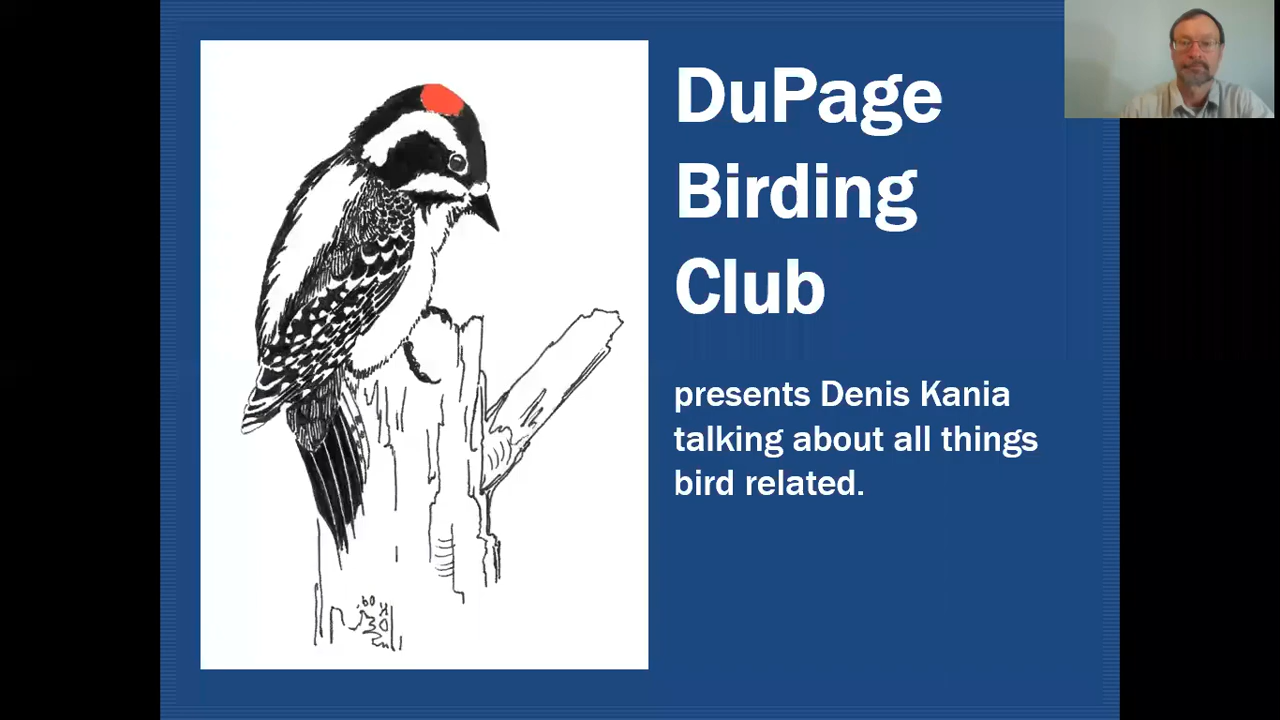 DuPage
Birding
Club
presents Denis Kania
talking about all things
bird related.